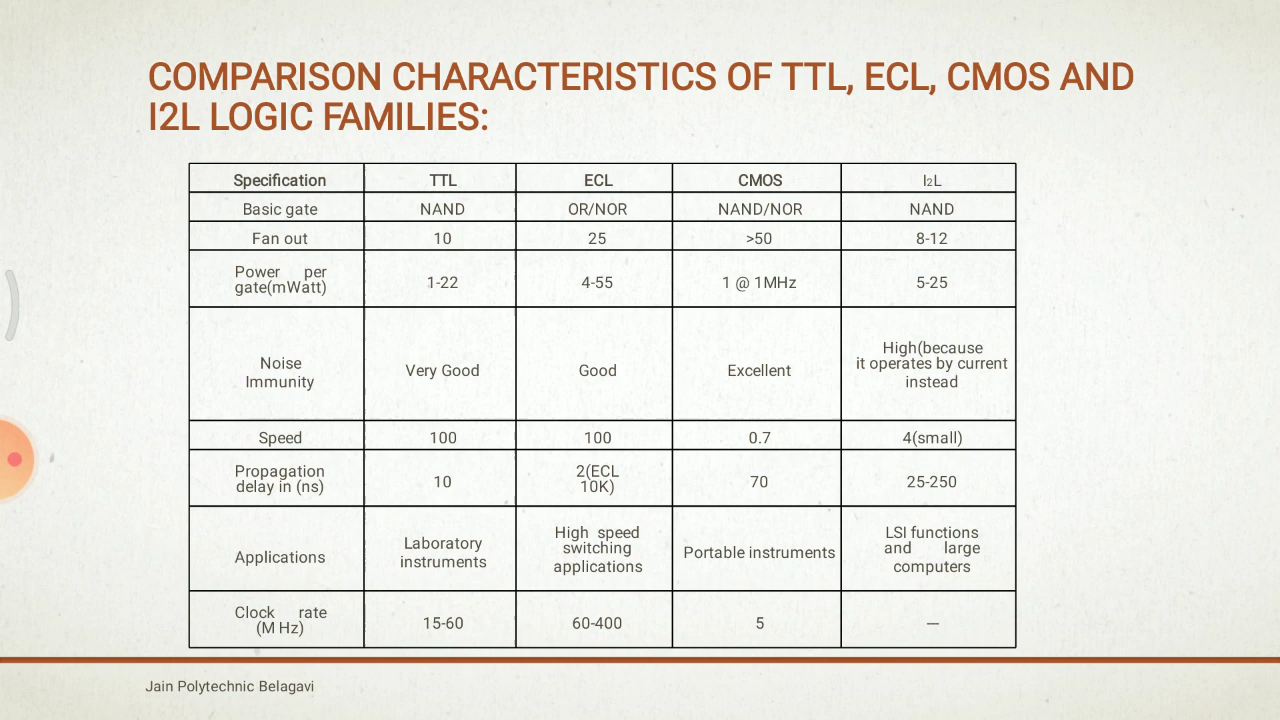 COMPARISON CHARACTERISTICS OF TTL, ECL, CMOS AND
I2L LOGIC FAMILIES:
Specification TTL ECL CMOS I2L
Basic gate NAND OR/NOR NAND/NOR NAND
Fan out 10 25 >50 8-12
Power per
gate(mWatt) 1-22 4-55 1 @ 1MHz 5-25
Noise
Immunity Very Good Good Excellent High(because
it operates by current
instead
Speed 100 100 0.7 4(small)
Propagation
delay in (ns) 10 2(ECL
10K) 70 25-250
Applications Laboratory
instruments High speed
switching
applications Portable instruments LSI functions
and large
computers
Clock rate
(M Hz) 15-60 60-400 5 —
Jain Polytechnic Belagavi